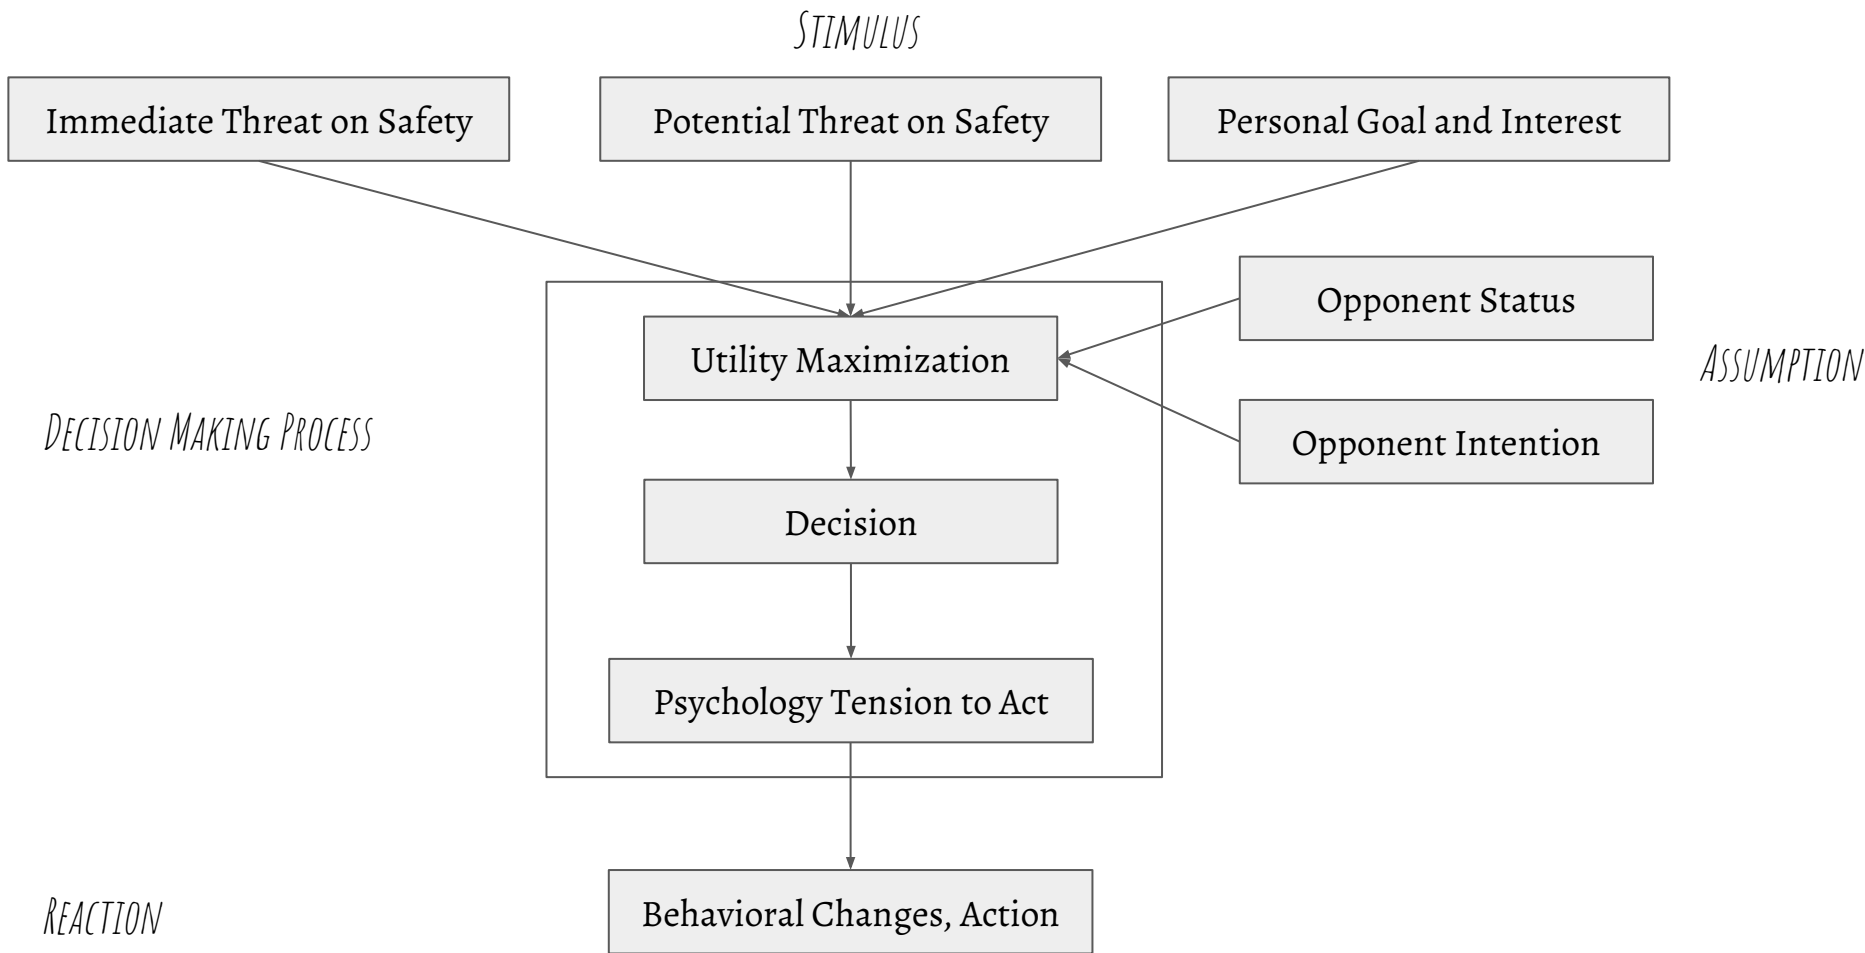 STIMULUS
Immediate Threat on Safety
Potential Threat on Safety
Personal Goal and Interest
Opponent Status
Utility Maximization
ASSUMPTION
DECISION MAKING PROCESS
Opponent Intention
Decision
Psychology Tension to Act
REACTION
Behavioral Changes, Action